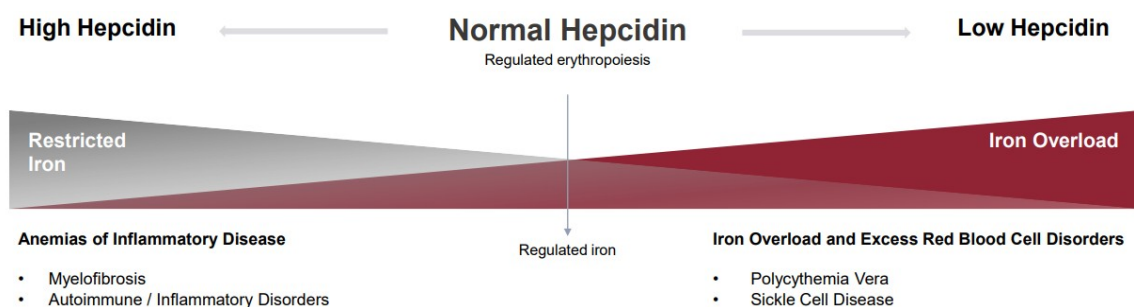 High Hepcidin
Normal Hepcidin
Low Hepcidin
Regulated erythropoiesis
Restricted
Iron
Iron Overload
Anemias of Inflammatory Disease
Regulated iron
Iron Overload and Excess Red Blood Cell Disorders
• Myelofibrosis
• Autoimmune / Inflammatory Disorders
• Polycythemia Vera
• Sickle Cell Disease